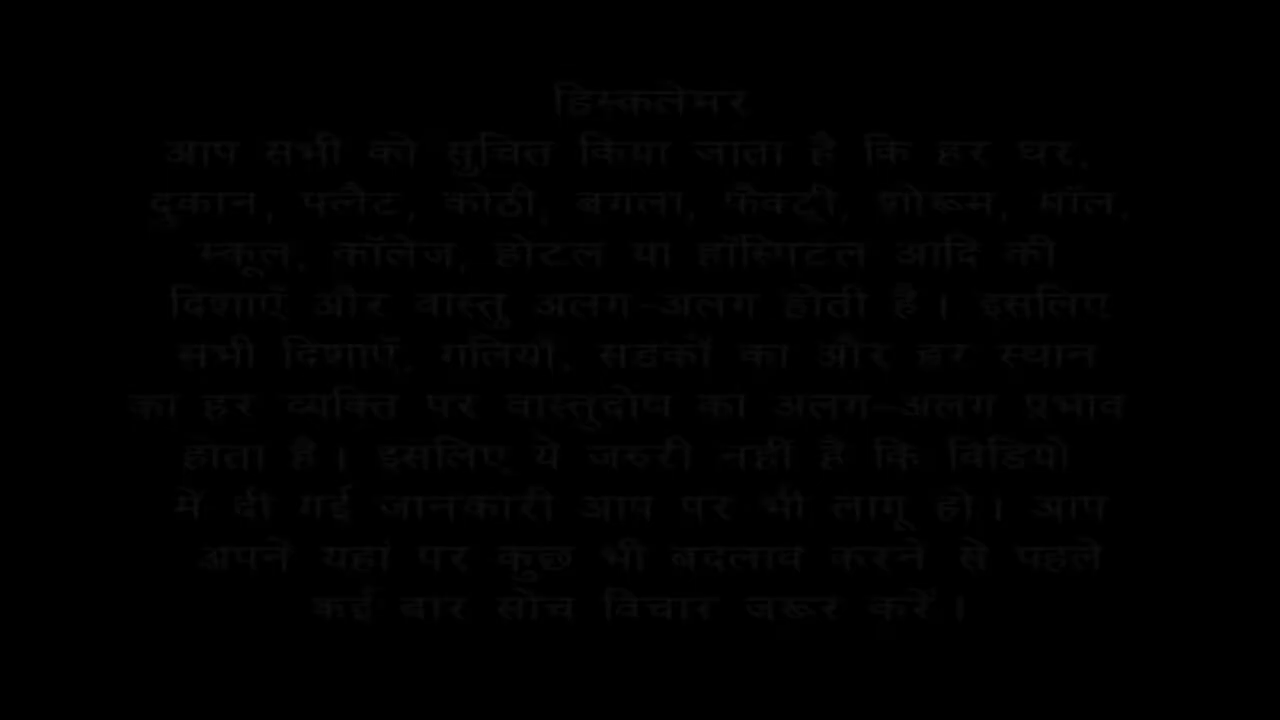 डिस्कलेमर
आप सभी को सुचित किया जाता है कि हर घर,
दुकान, फ्लैट, कोठी, बंगला, फैक्ट्री, शोरूम, मॉल,
स्कूल, कॉलेज, होटल या हॉस्पिटल आदि की
दिशाएँ और वास्तु अलग-अलग होती है। इसलिए
सभी दिशाएँ, गलियों, सडकों का और हर स्थान
का हर व्यक्ति पर वास्तुदोष का अलग-अलग प्रभाव
होता है। इसलिए ये जरुरी नहीं है कि विडियो
में दी गई जानकारी आप पर भी लागू हो। आप
अपने यहां पर कुछ भी बदलाव करने से पहले
कई बार सोच विचार जरूर करें।